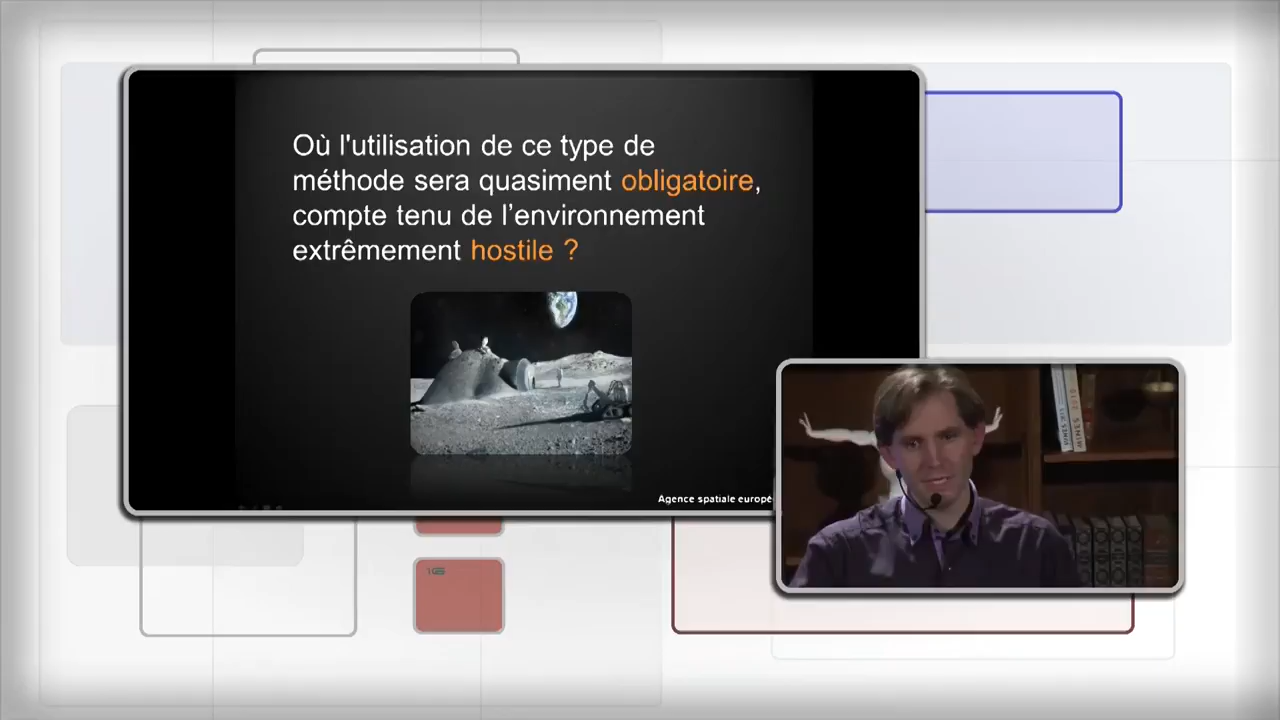 Où l'utilisation de ce type de
méthode sera quasiment obligatoire,
compte tenu de l’environnement
extrêmement hostile ?
Agence spatiale europé